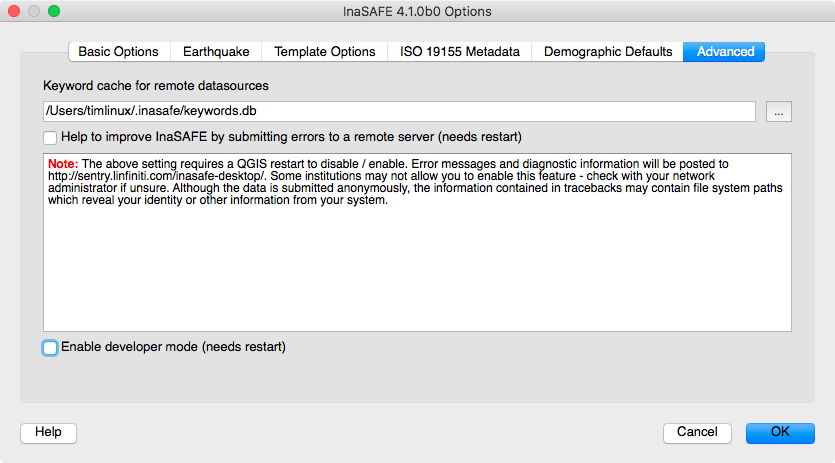 InaSAFE 4.1.0b0 Options
Basic Options Earthquake Template Options ISO 19155 Metadata Demographic Defaults Advanced
Keyword cache for remote datasources
/Users/timlinux/.inasafe/keywords.db ...
Help to improve InaSAFE by submitting errors to a remote server (needs restart)
Note: The above setting requires a QGIS restart to disable / enable. Error messages and diagnostic information will be posted to
http://sentry.linfiniti.com/inasafe-desktop/. Some institutions may not allow you to enable this feature - check with your network
administrator if unsure. Although the data is submitted anonymously, the information contained in tracebacks may contain file system paths
which reveal your identity or other information from your system.
Enable developer mode (needs restart)
Help Cancel OK